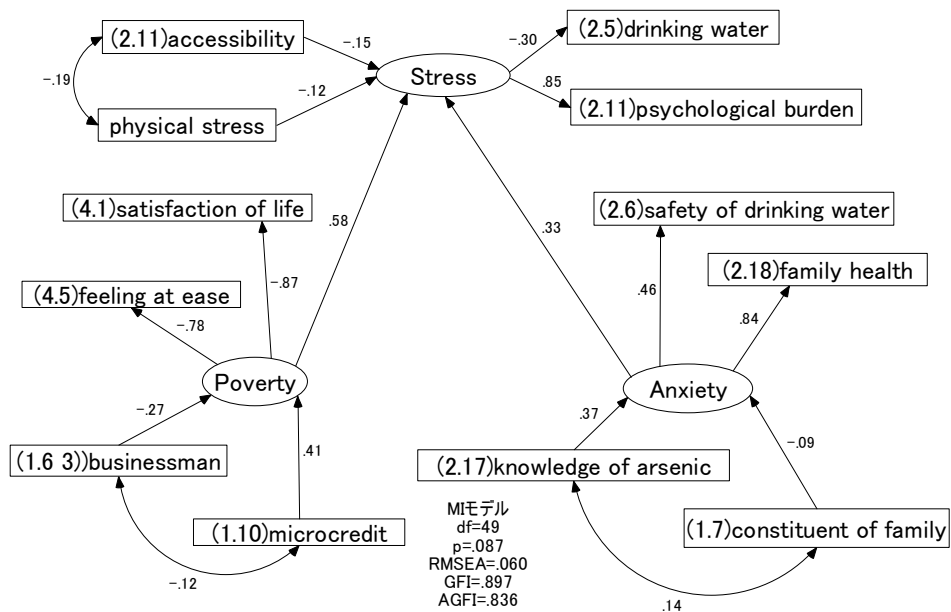 (2.11)accessibility
-.15
(2.5)drinking water
-.30
Stress
-.19
-.12
.85
(2.11)psychological burden
physical stress
(4.1)satisfaction of life
.58
.33
(2.6)safety of drinking water
(2.18)family health
(4.5)feeling at ease
-.87
.46
-.78
.84
Poverty
Anxiety
-.27
.37
.41
-.09
(1.6 3))businessman
(2.17)knowledge of arsenic
(1.10)microcredit
(1.7)constituent of family
MIモデル
df=49
p=.087
RMSEA=.060
GFI=.897
AGFI=.836
-.12
.14